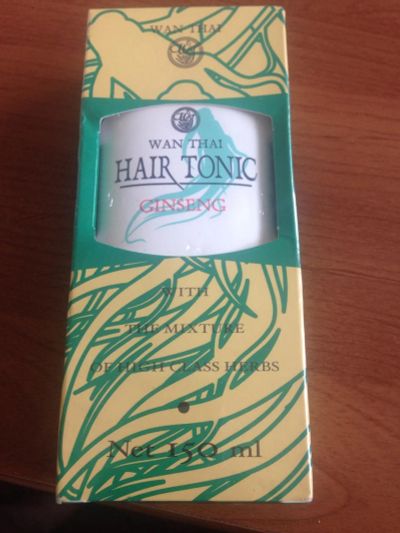 WAN THAI
WAN THAI
HAIR TONIC
GINSENG
WITH
THE MIXTURE
OF HIGH CLASS HERBS
Net 150 ml